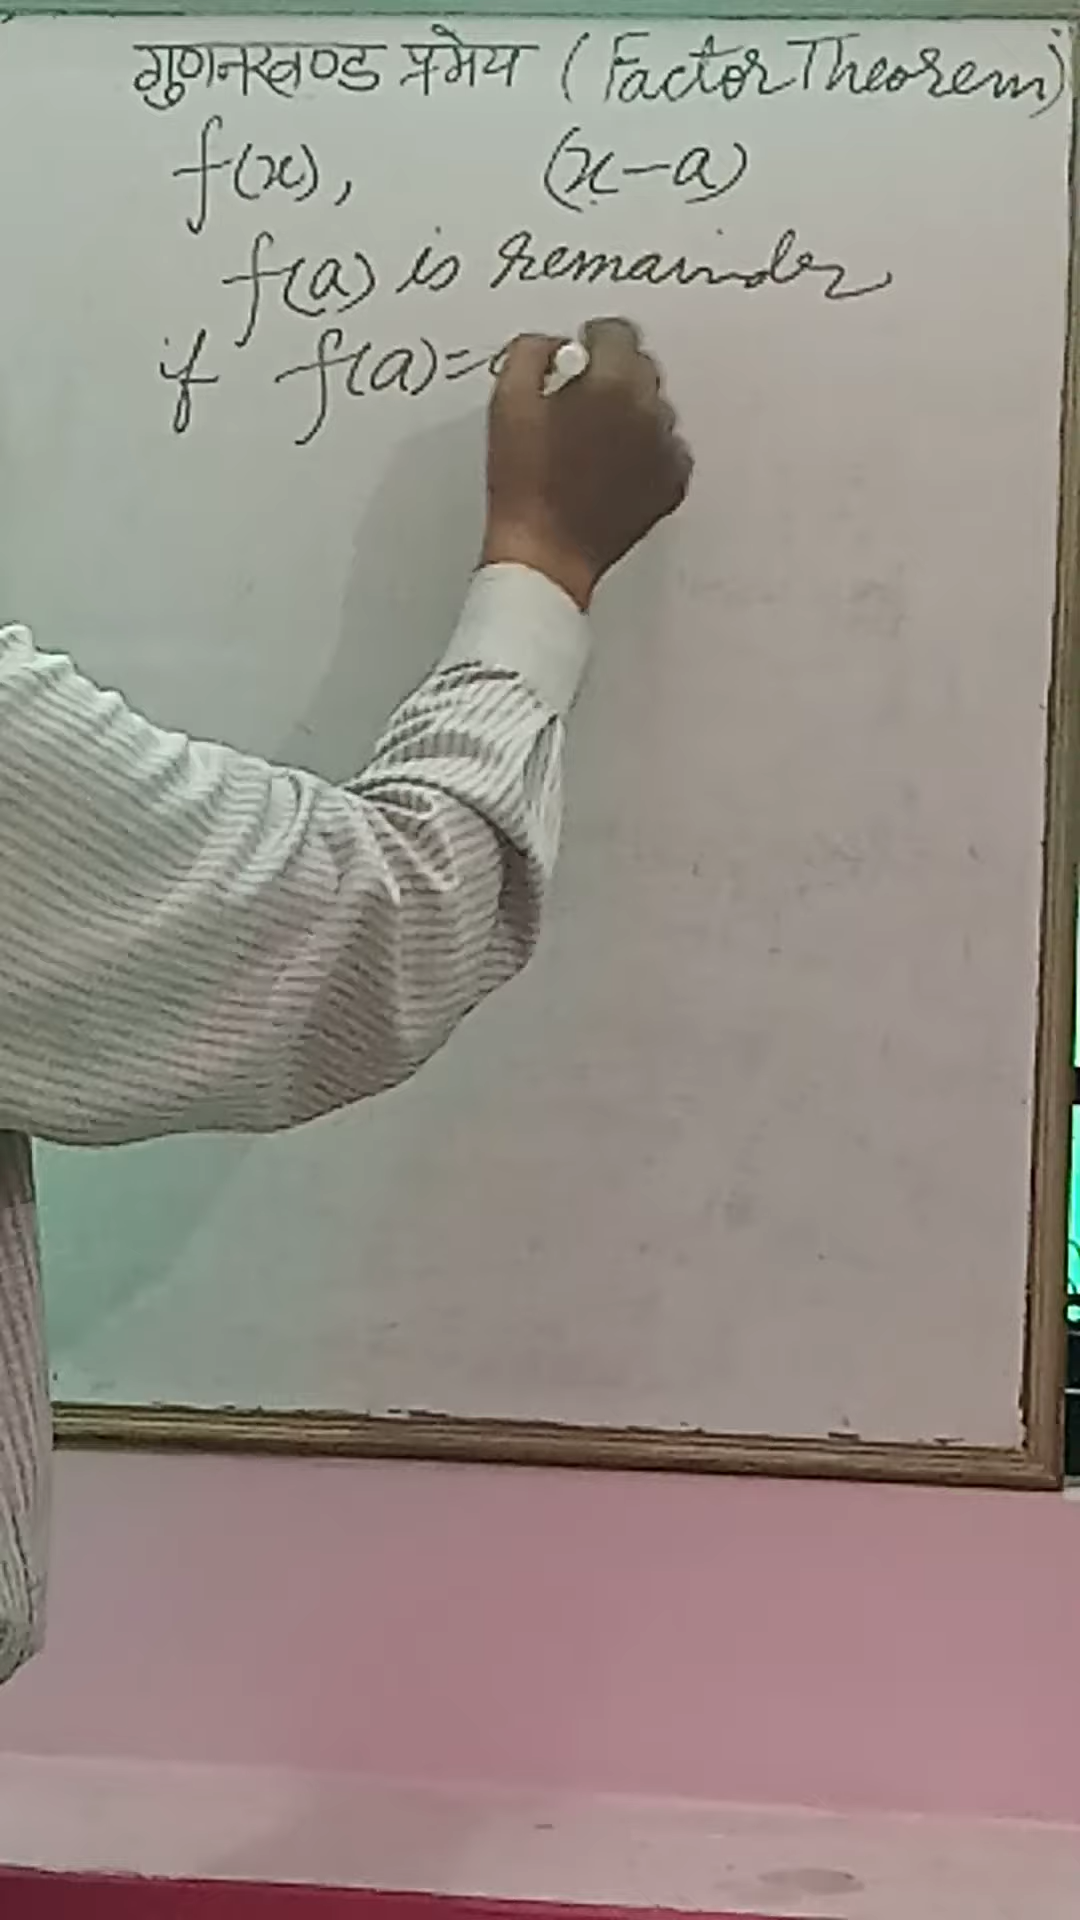 गुणनखण्ड प्रमेय (Factor Theorem)
f(x), (x-a)
f(a) is remainder
if f(a)=